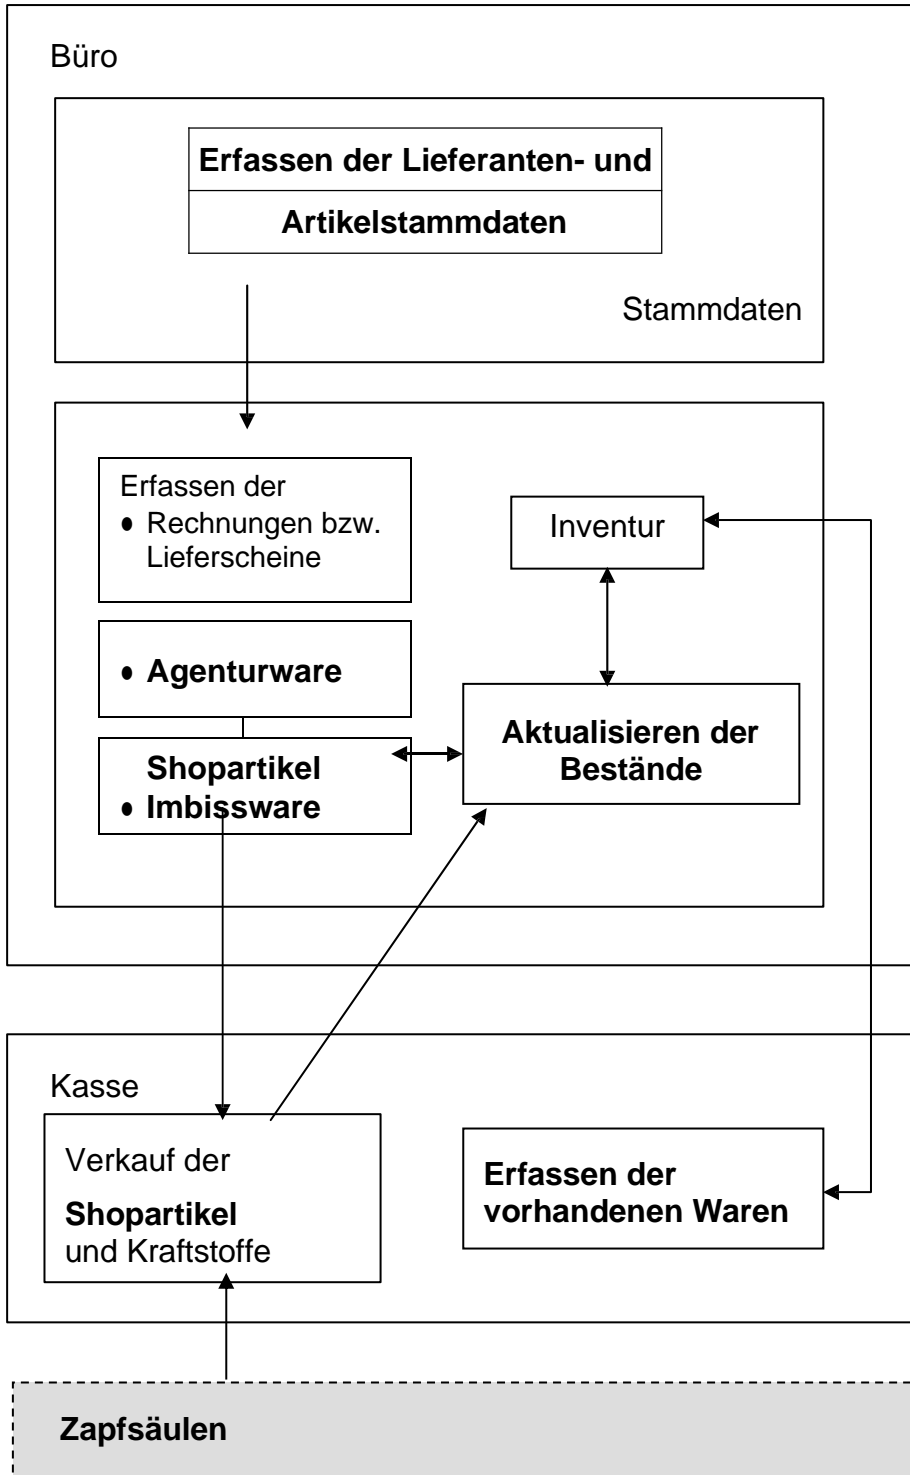 Büro
Erfassen der Lieferanten- und
Artikelstammdaten
Stammdaten
Erfassen der
• Rechnungen bzw.
Lieferscheine
Inventur
• Agenturware
Aktualisieren der
Bestände
Shopartikel
• Imbissware
Kasse
Verkauf der
Shopartikel
und Kraftstoffe
Erfassen der
vorhandenen Waren
Zapfsäulen